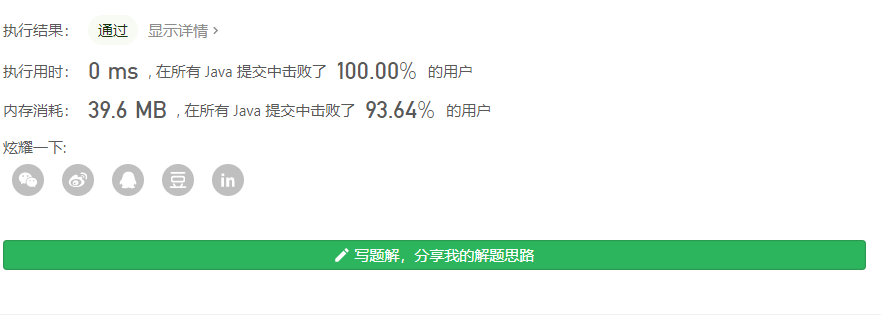 执行结果： 通过 显示详情 >
执行用时： 0 ms , 在所有 Java 提交中击败了 100.00% 的用户
内存消耗： 39.6 MB , 在所有 Java 提交中击败了 93.64% 的用户
炫耀一下:
豆 in
写题解，分享我的解题思路